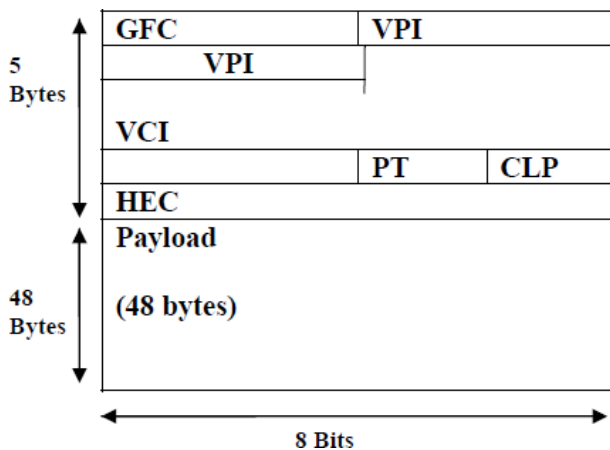 GFC VPI
VPI
5
Bytes
VCI
PT CLP
HEC
Payload
48
Bytes
(48 bytes)
8 Bits